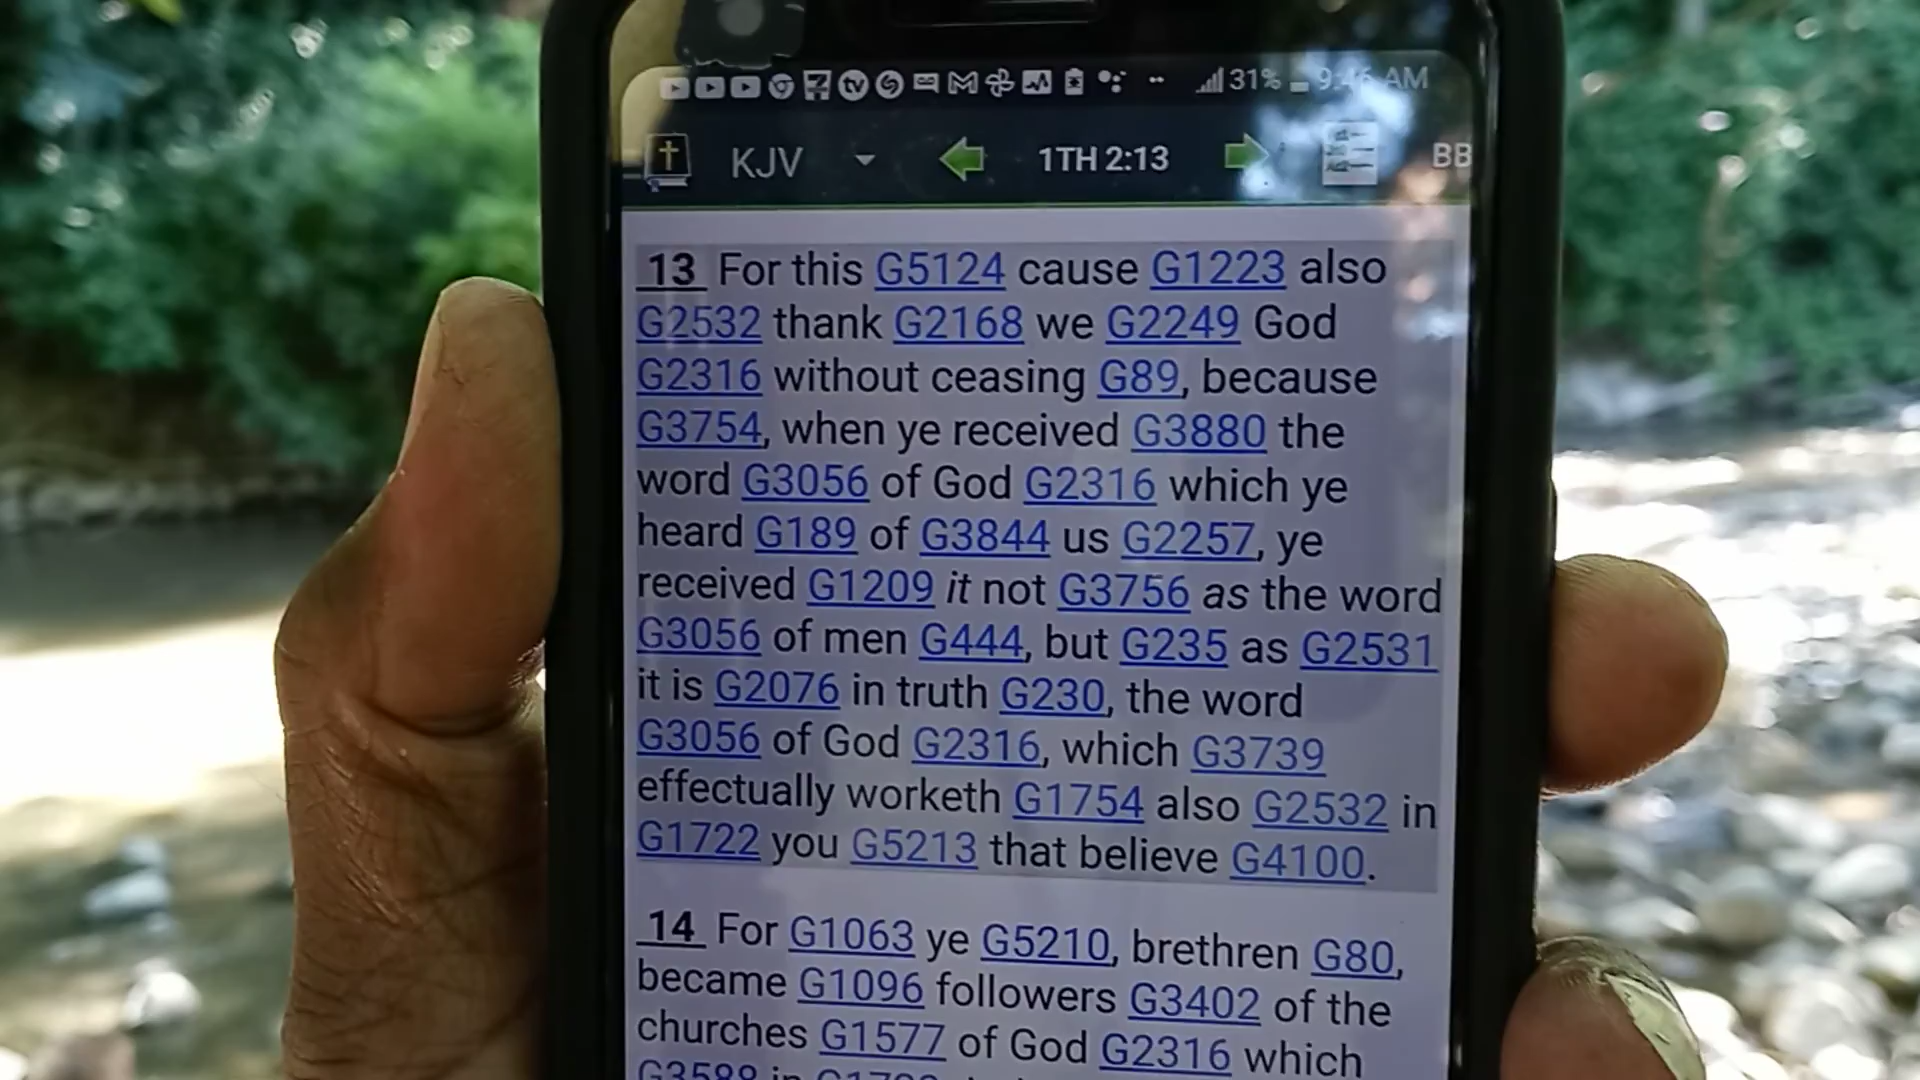 31% 9:46 AM
KJV 1TH 2:13 BB
13 For this G5124 cause G1223 also
G2532 thank G2168 we G2249 God
G2316 without ceasing G89, because
G3754, when ye received G3880 the
word G3056 of God G2316 which ye
heard G189 of G3844 us G2257, ye
received G1209 it not G3756 as the word
G3056 of men G444, but G235 as G2531
it is G2076 in truth G230, the word
G3056 of God G2316, which G3739
effectually worketh G1754 also G2532 in
G1722 you G5213 that believe G4100.
14 For G1063 ye G5210, brethren G80,
became G1096 followers G3402 of the
churches G1577 of God G2316 which
G3588 in